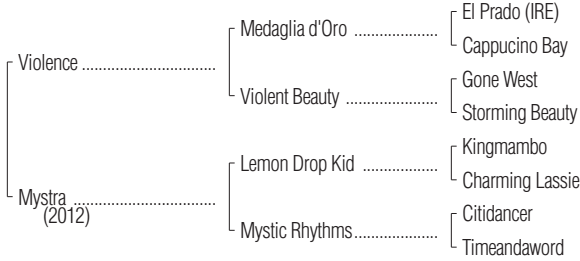 El Prado (IRE)
Medaglia d'Oro ..................
Cappucino Bay
Violence .............................
Gone West
Violent Beauty ....................
Storming Beauty
Kingmambo
Lemon Drop Kid ................
Charming Lassie
Mystra ...............................
(2012)
Citidancer
Mystic Rhythms..................
Timeandaword